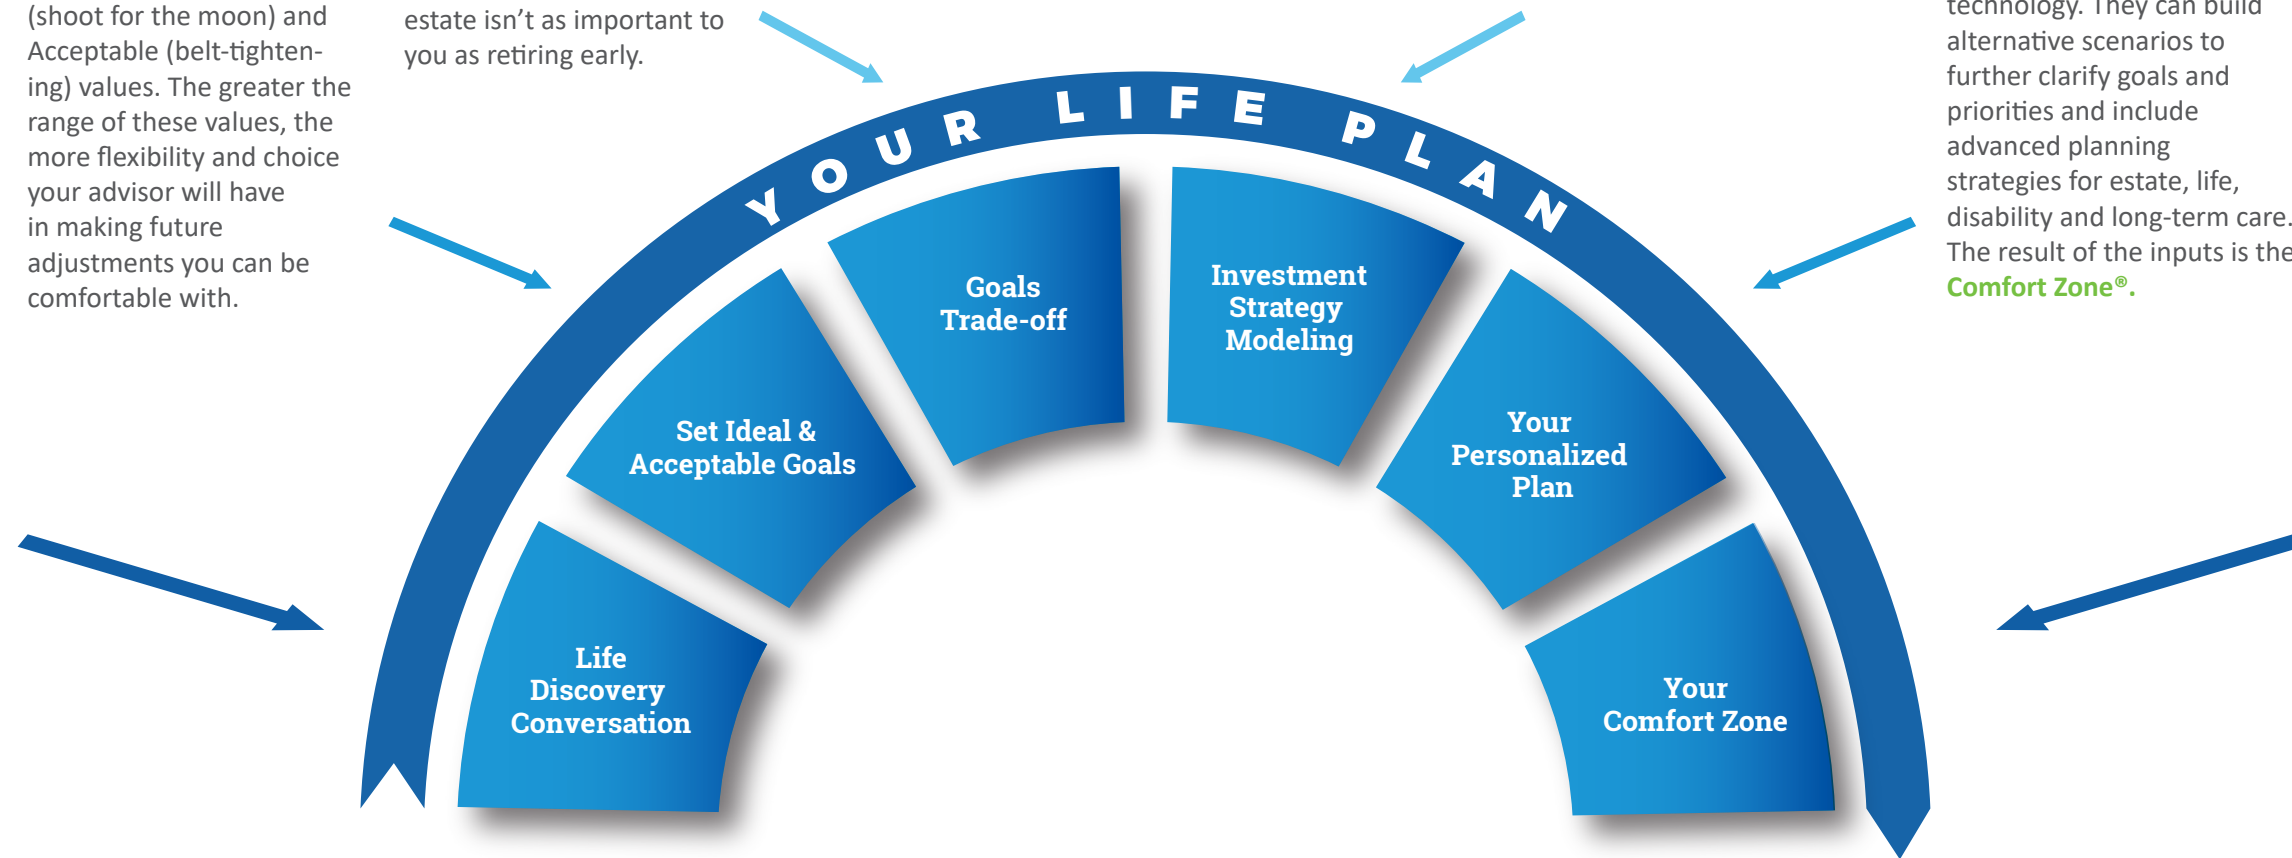 (shoot for the moon) and
Acceptable (belt-tighten-
ing) values. The greater the
range of these values, the
more flexibility and choice
your advisor will have
in making future
adjustments you can be
comfortable with.
estate isn’t as important to
you as retiring early.
technology. They can build
alternative scenarios to
further clarify goals and
priorities and include
advanced planning
strategies for estate, life,
disability and long-term care.
The result of the inputs is the
Comfort Zone®.
YOUR LIFE PLAN
Life
Discovery
Conversation
Set Ideal &
Acceptable Goals
Goals
Trade-off
Investment
Strategy
Modeling
Your
Personalized
Plan
Your
Comfort Zone